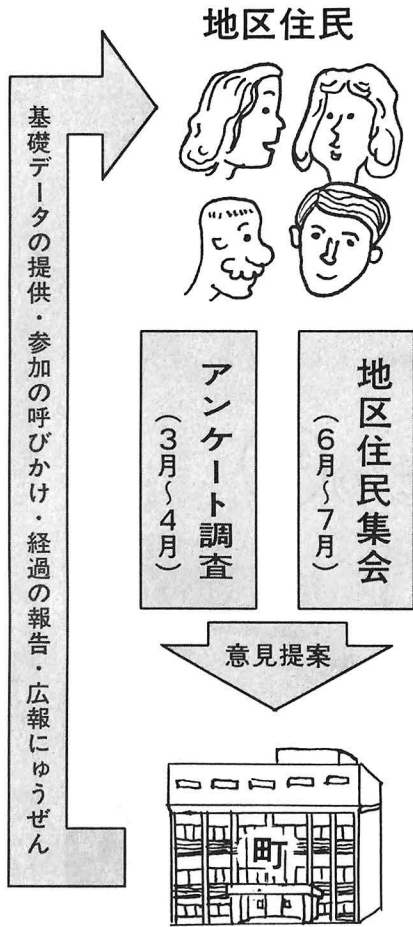 地区住民
地区住民集会
（6月〜7月）
アンケート調査
（3月〜4月）
意見提案
町
基礎データの提供・参加の呼びかけ・経過の報告・広報にゅうぜん